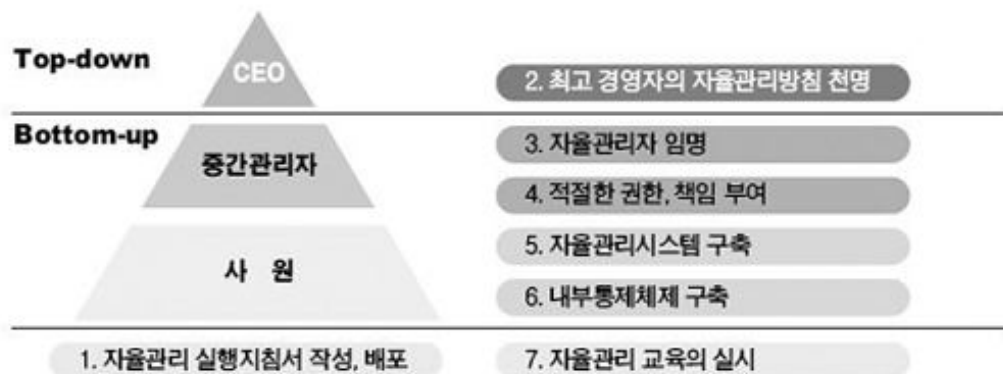 Top-down
CEO
2. 최고 경영자의 자율관리방침 천명
Bottom-up
중간관리자
3. 자율관리자 임명
4. 적절한 권한, 책임 부여
사 원
5. 자율관리시스템 구축
6. 내부통제체제 구축
1. 자율관리 실행지침서 작성, 배포
7. 자율관리 교육의 실시